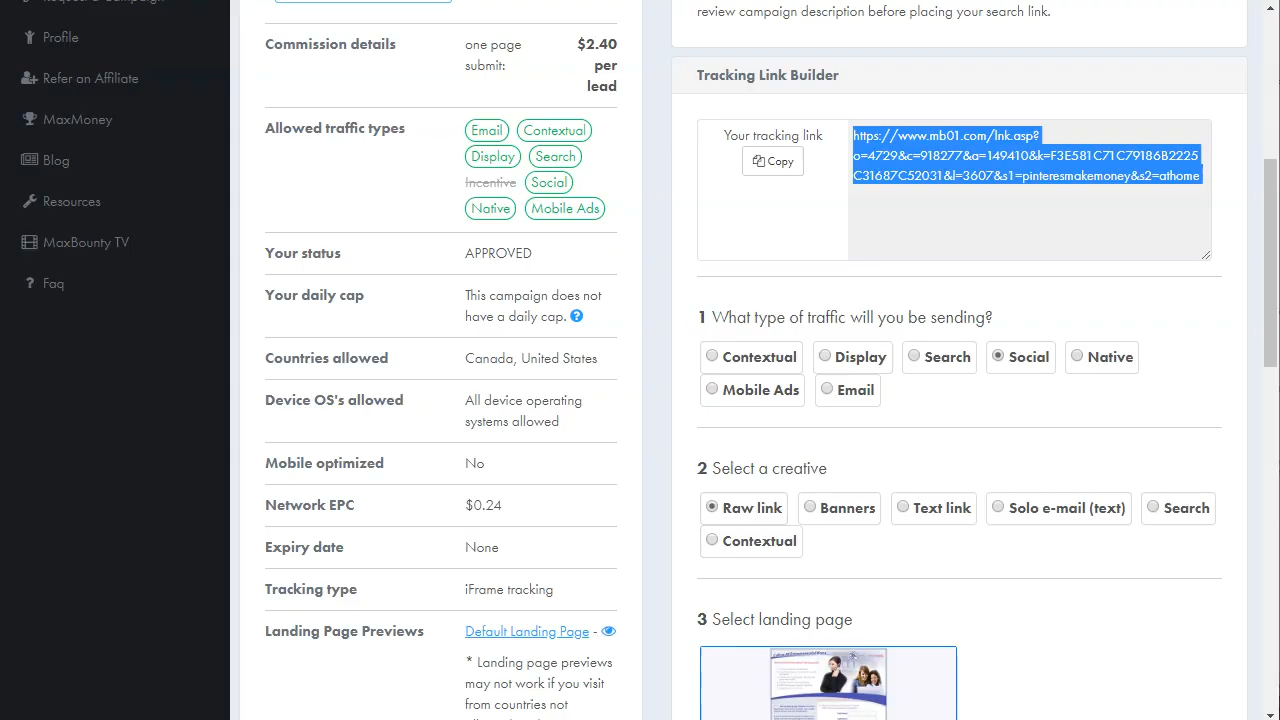 Profile
Refer an Affiliate
MaxMoney
Blog
Resources
MaxBounty TV
? Faq
Commission details
one page submit:
$2.40 per lead
Allowed traffic types
Email Contextual
Display Search
Incentive Social
Native Mobile Ads
Your status
APPROVED
Your daily cap
This campaign does not
have a daily cap. ?
Countries allowed
Canada, United States
Device OS's allowed
All device operating
systems allowed
Mobile optimized
No
Network EPC
$0.24
Expiry date
None
Tracking type
iFrame tracking
Landing Page Previews
Default Landing Page -
* Landing page previews
may not
if you visit
from countries
review campaign description before placing your search link.
Tracking Link Builder
Your tracking link
Copy
https://www.mb01.com/lnk.asp?
o=4729&c=918277&a=149410&k=F3E581C71C79186B2225
C31687C52031&l=3607&s1=pinteresmakemoney&s2=athome
1 What type of traffic will you be sending?
Contextual Display Search Social Native
Mobile Ads Email
2 Select a creative
Raw link Banners Text link Solo e-mail (text) Search
Contextual
3 Select landing page